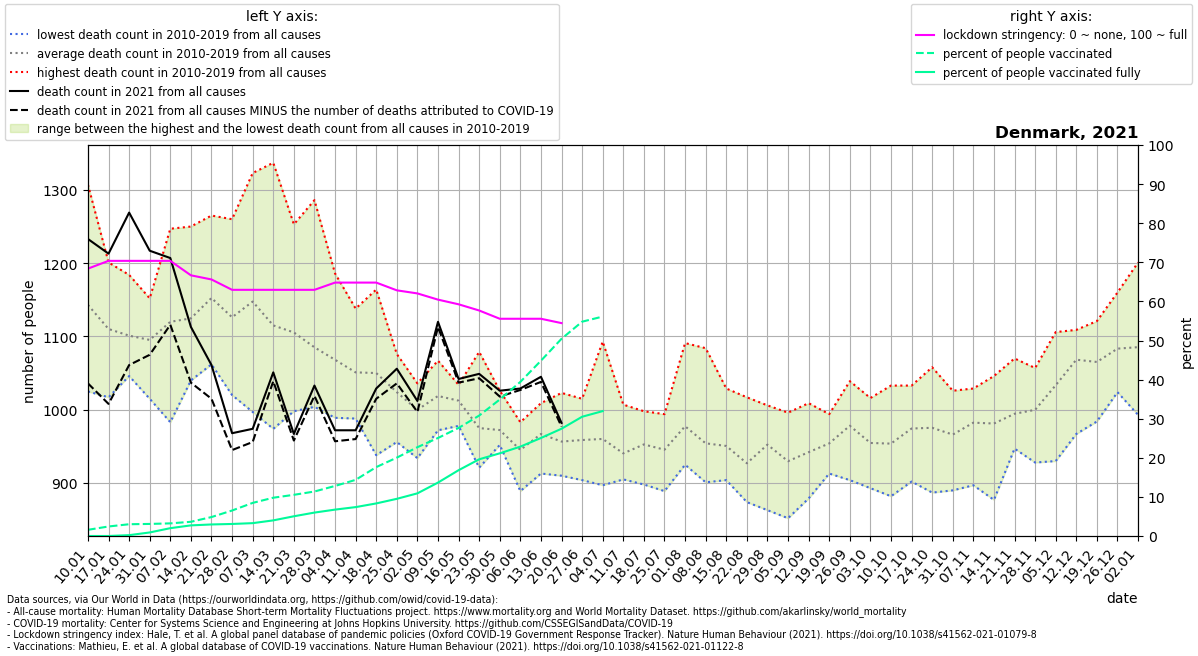 left Y axis:
lowest death count in 2010-2019 from all causes
average death count in 2010-2019 from all causes
highest death count in 2010-2019 from all causes
death count in 2021 from all causes
death count in 2021 from all causes MINUS the number of deaths attributed to COVID-19
range between the highest and the lowest death count from all causes in 2010-2019
right Y axis:
lockdown stringency: 0 ~ none, 100 ~ full
percent of people vaccinated
percent of people vaccinated fully
Denmark, 2021
number of people
1300
1200
1100
1000
900
100
90
80
70
60
50
40
30
20
10
0
percent
10.01 17.01 24.01 31.01 07.02 14.02 21.02 28.02 07.03 14.03 21.03 28.03 04.04 11.04 18.04 25.04 02.05 09.05 16.05 23.05 30.05 06.06 13.06 20.06 27.06 04.07 11.07 18.07 25.07 01.08 08.08 15.08 22.08 29.08 05.09 12.09 19.09 26.09 03.10 10.10 17.10 24.10 31.10 07.11 14.11 21.11 28.11 05.12 12.12 19.12 26.12 02.01
date
Data sources, via Our World in Data (https://ourworldindata.org, https://github.com/owid/covid-19-data):
- All-cause mortality: Human Mortality Database Short-term Mortality Fluctuations project. https://www.mortality.org and World Mortality Dataset. https://github.com/akarlinsky/world_mortality
- COVID-19 mortality: Center for Systems Science and Engineering at Johns Hopkins University. https://github.com/CSSEGISandData/COVID-19
- Lockdown stringency index: Hale, T. et al. A global panel database of pandemic policies (Oxford COVID-19 Government Response Tracker). Nature Human Behaviour (2021). https://doi.org/10.1038/s41562-021-01079-8
- Vaccinations: Mathieu, E. et al. A global database of COVID-19 vaccinations. Nature Human Behaviour (2021). https://doi.org/10.1038/s41562-021-01122-8